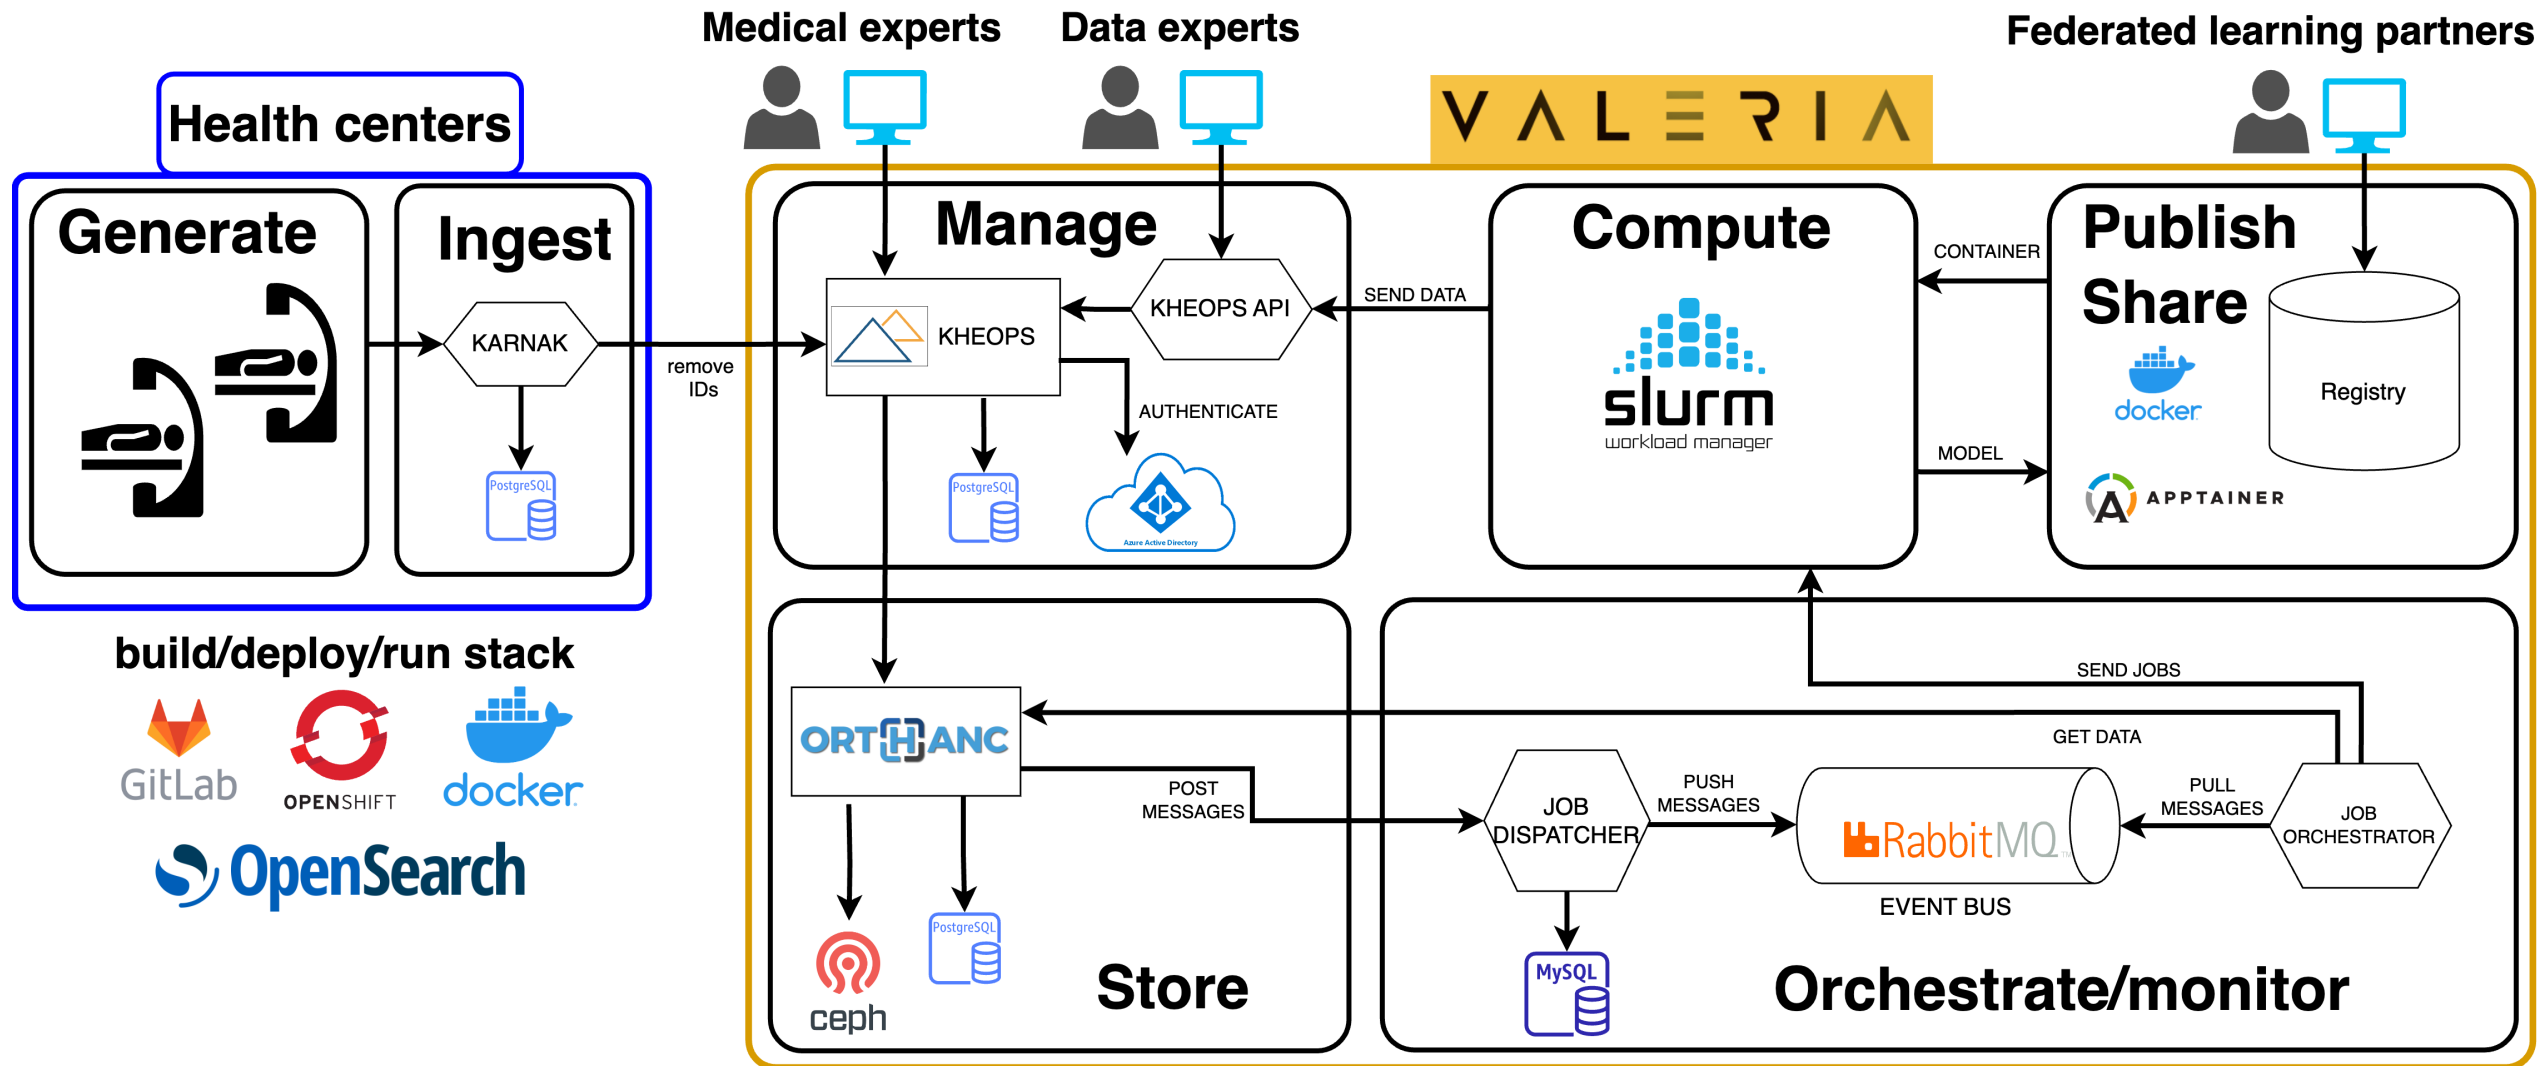 Medical experts
Data experts
Federated learning partners
Health centers
VALERIA
Generate
Ingest
KARNAK
PostgreSQL
remove
IDs
Manage
KHEOPS
KHEOPS API
AUTHENTICATE
PostgreSQL
Azure Active Directory
SEND DATA
Compute
slurm
workload manager
CONTAINER
MODEL
Publish
Share
docker
APPTAINER
Registry
build/deploy/run stack
GitLab
OPENSHIFT
docker
OpenSearch
ORTHANC
ceph
PostgreSQL
Store
POST
MESSAGES
SEND JOBS
GET DATA
JOB
DISPATCHER
PUSH
MESSAGES
RabbitMQ
TM
EVENT BUS
PULL
MESSAGES
JOB
ORCHESTRATOR
MySQL
Orchestrate/monitor